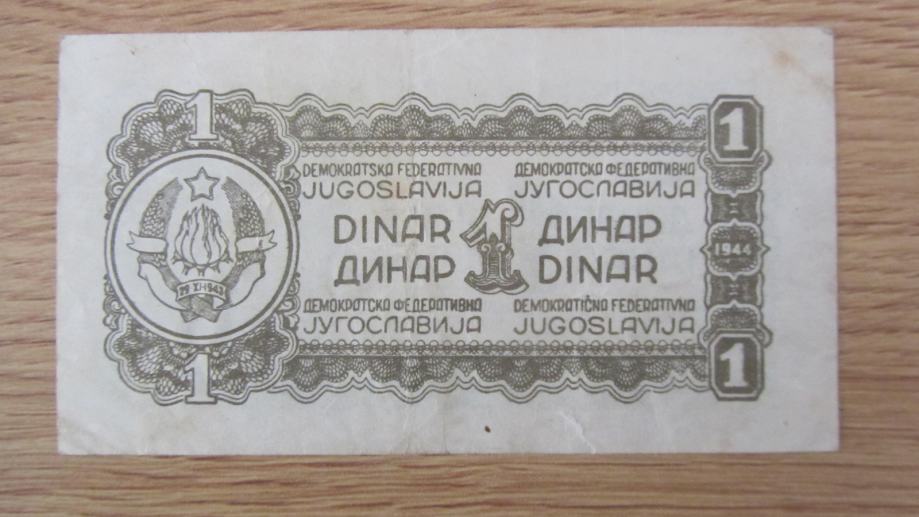 1
1
DEMOKRATSKA FEDERATIVNA
JUGOSLAVIJA
ДЕМОКРАТСКА ФЕДЕРАТИВНА
ЈУГОСЛАВИЈА
DINAR 1 ДИНАР
ДИНАР DINAR
1944
29·XI·1943
ДЕМОКРАТСКА ФЕДЕРАТИВНА
ЈУГОСЛАВИЈА
DEMOKRATIČNA FEDERATIVNA
JUGOSLAVIJA
1
1